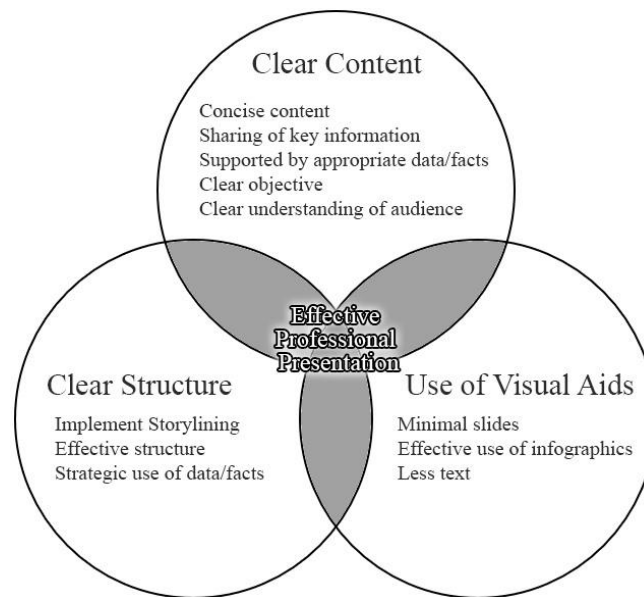 Clear Content
Concise content
Sharing of key information
Supported by appropriate data/facts
Clear objective
Clear understanding of audience
Effective
Professional
Presentation
Clear Structure
Implement Storylining
Effective structure
Strategic use of data/facts
Use of Visual Aids
Minimal slides
Effective use of infographics
Less text